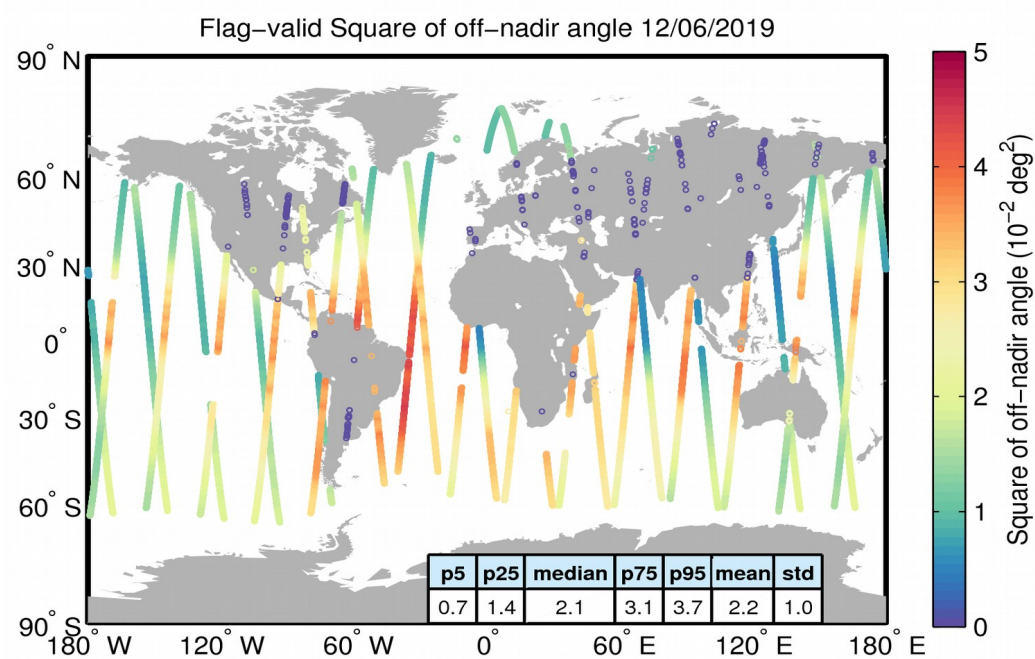 Flag−valid Square of off−nadir angle 12/06/2019
90° N
60° N
30° N
0°
30° S
60° S
90° S
180° W
120° W
60° W
0°
60° E
120° E
180° E
p5 p25 median p75 p95 mean std
0.7 1.4 2.1 3.1 3.7 2.2 1.0
5
4
3
2
1
0
Square of off−nadir angle (10⁻² deg²)